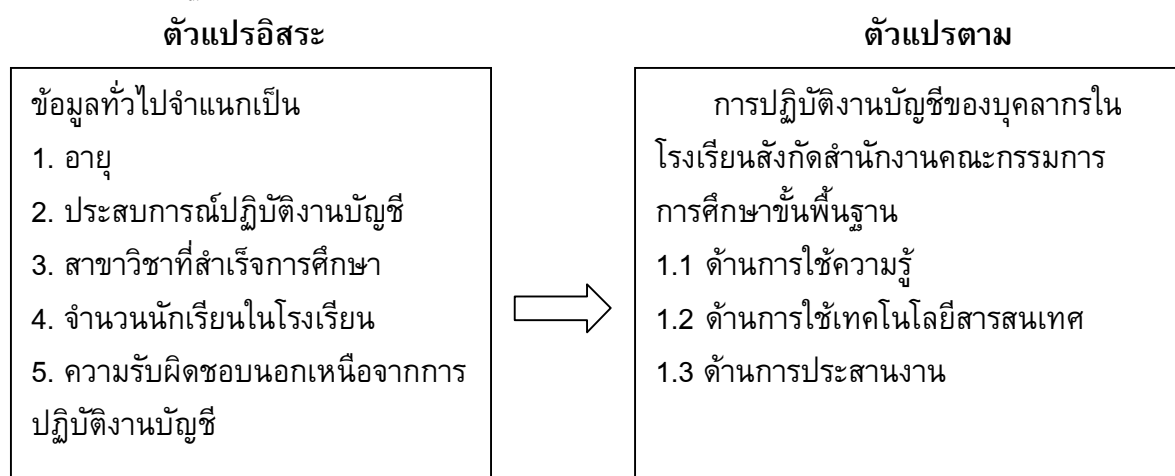 ตัวแปรอิสระ
ข้อมูลทั่วไปจำแนกเป็น
1. อายุ
2. ประสบการณ์ปฏิบัติงานบัญชี
3. สาขาวิชาที่สำเร็จการศึกษา
4. จำนวนนักเรียนในโรงเรียน
5. ความรับผิดชอบนอกเหนือจากการ
ปฏิบัติงานบัญชี
ตัวแปรตาม
การปฏิบัติงานบัญชีของบุคลากรใน
โรงเรียนสังกัดสำนักงานคณะกรรมการ
การศึกษาขั้นพื้นฐาน
1.1 ด้านการใช้ความรู้
1.2 ด้านการใช้เทคโนโลยีสารสนเทศ
1.3 ด้านการประสานงาน